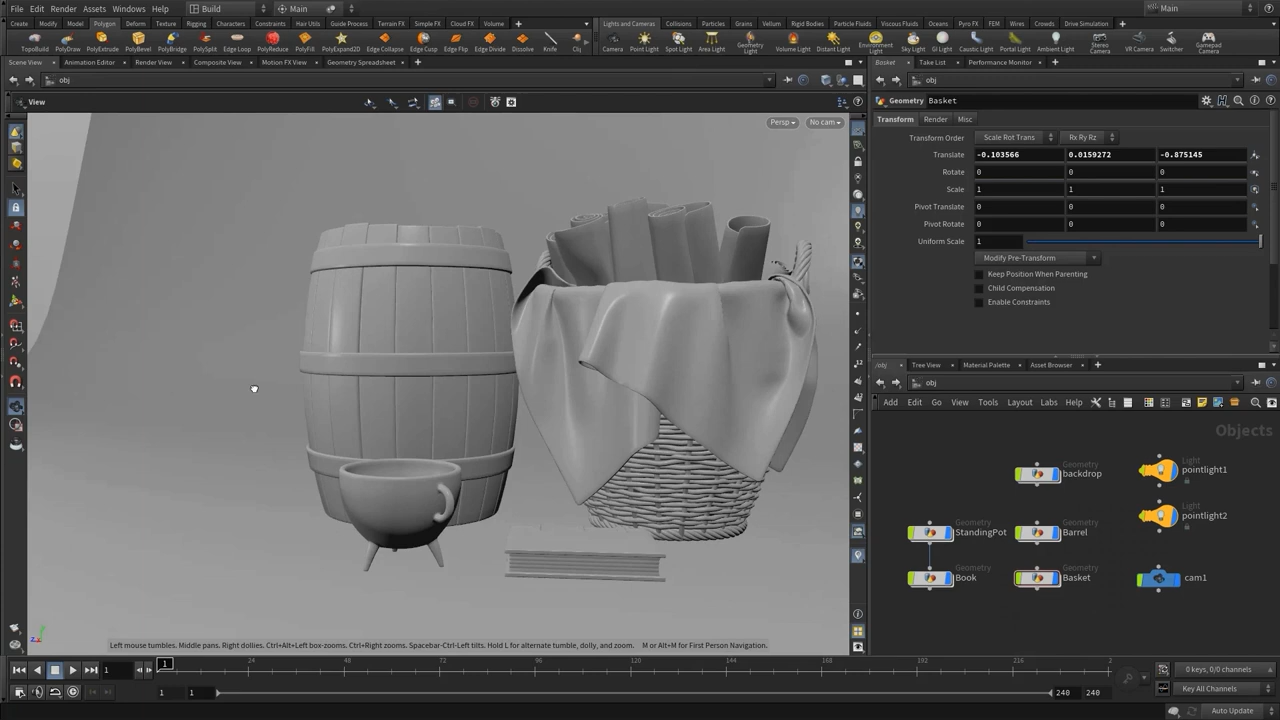 File Edit Render Assets Windows Help Build Main Main
Create Modify Model Polygon Deform Texture Rigging Characters Constraints Hair Utils Guide Process Terrain FX Simple FX Cloud FX Volume
Lights and Cameras Collisions Particles Grains Vellum Rigid Bodies Particle Fluids Viscous Fluids Oceans Pyro FX FEM Wires Crowds Drive Simulation
TopoBuild PolyDraw PolyExtrude PolyBevel PolyBridge PolySplit Edge Loop PolyReduce PolyFill PolyExpand2D Edge Collapse Edge Cusp Edge Flip Edge Divide Dissolve Knife
Camera Point Light Spot Light Area Light Geometry Light Volume Light Distant Light Environment Light Sky Light GI Light Caustic Light Portal Light Ambient Light Stereo Camera VR Camera Switcher Gamepad Camera
Scene View Animation Editor Render View Composite View Motion FX View Geometry Spreadsheet
Basket Take List Performance Monitor
obj
obj
View
Persp No cam
Geometry Basket
Transform Render Misc
Transform Order Scale Rot Trans Rx Ry Rz
Translate -0.103566 0.0159272 -0.875145
Rotate 0 0 0
Scale 1 1 1
Pivot Translate 0 0 0
Pivot Rotate 0 0 0
Uniform Scale 1
Modify Pre-Transform
Keep Position When Parenting
Child Compensation
Enable Constraints
/obj Tree View Material Palette Asset Browser
obj
Add Edit Go View Tools Layout Labs Help
Objects
Geometry
backdrop
Light
pointlight1
Light
pointlight2
Geometry
StandingPot
Geometry
Barrel
Geometry
Book
Geometry
Basket
cam1
Left mouse tumbles. Middle pans. Right dollies. Ctrl+Alt+Left box-zooms. Ctrl+Right zooms. Spacebar-Ctrl-Left tilts. Hold L for alternate tumble, dolly, and zoom. M or Alt+M for First Person Navigation.
1 1 24 48 72 96 120 144 168 192 216 2
0 keys, 0/0 channels
1 1 240 240
Key All Channels
Auto Update